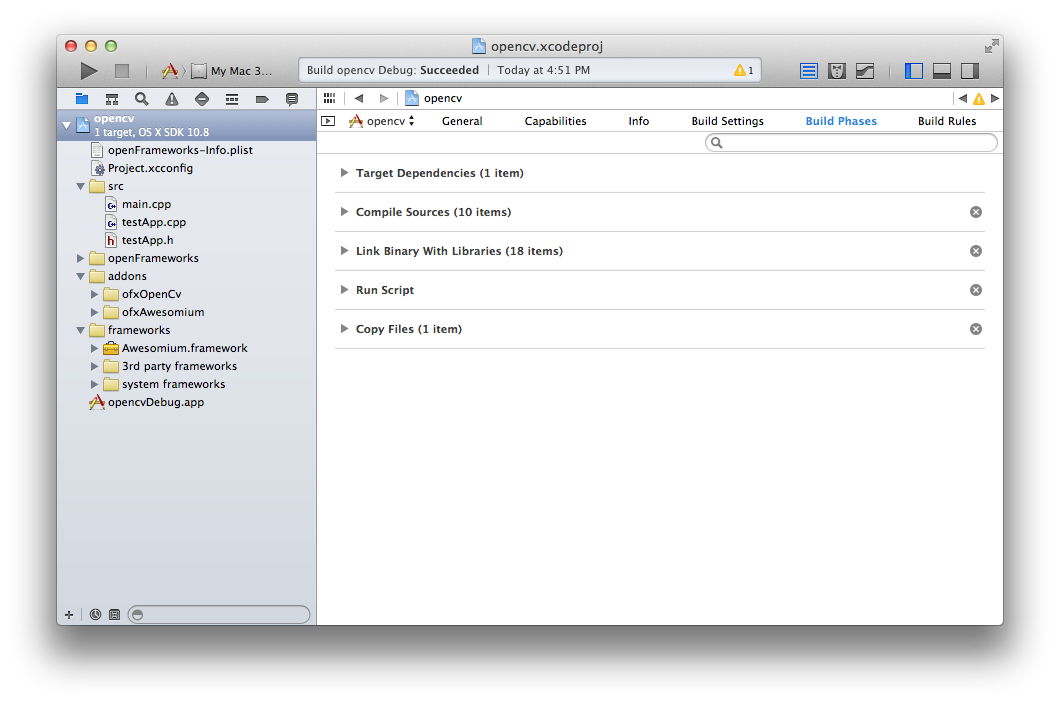 opencv.xcodeproj
My Mac 3...
Build opencv Debug: Succeeded | Today at 4:51 PM
1
opencv
1 target, OS X SDK 10.8
openFrameworks-Info.plist
Project.xcconfig
src
main.cpp
testApp.cpp
testApp.h
openFrameworks
addons
ofxOpenCv
ofxAwesomium
frameworks
Awesomium.framework
3rd party frameworks
system frameworks
opencvDebug.app
opencv
opencv General Capabilities Info Build Settings Build Phases Build Rules
Target Dependencies (1 item)
Compile Sources (10 items)
Link Binary With Libraries (18 items)
Run Script
Copy Files (1 item)